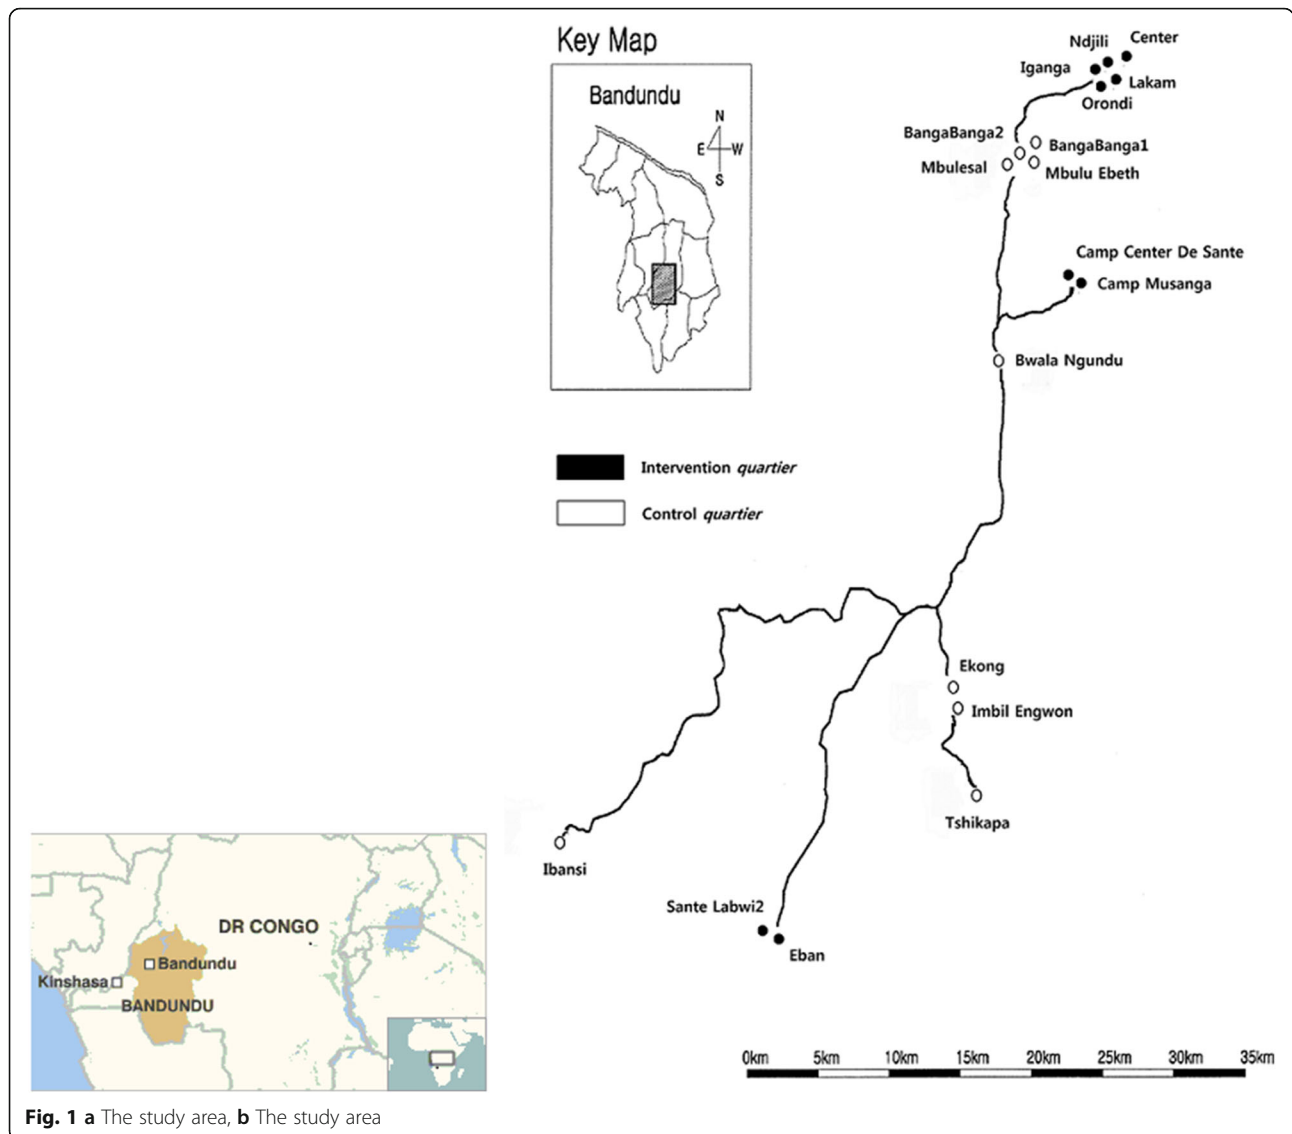 Key Map
Bandundu
N
E W
S
Ndjili
Center
Iganga
Lakam
Orondi
BangaBanga2
BangaBanga1
Mbulesal
Mbulu Ebeth
Camp Center De Sante
Camp Musanga
Bwala Ngundu
Intervention quartier
Control quartier
Ekong
Imbil Engwon
Tshikapa
Ibansi
Sante Labwi2
Eban
DR CONGO
Bandundu
Kinshasa
BANDUNDU
0km 5km 10km 15km 20km 25km 30km 35km
Fig. 1 a The study area, b The study area